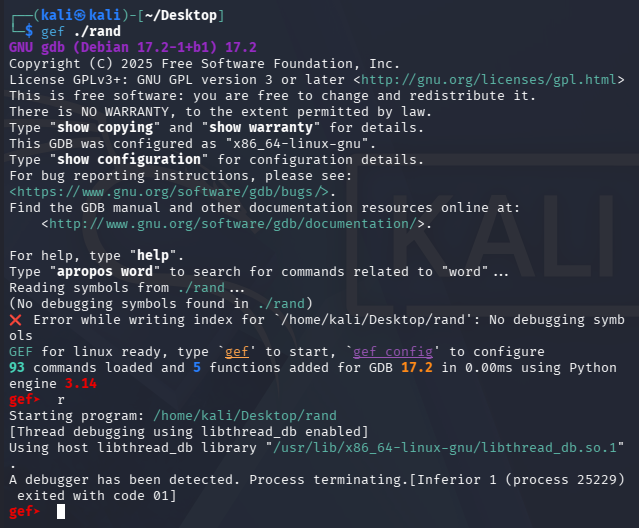 ┌──(kali㉿kali)-[~/Desktop]
└─$ gef ./rand
GNU gdb (Debian 17.2-1+b1) 17.2
Copyright (C) 2025 Free Software Foundation, Inc.
License GPLv3+: GNU GPL version 3 or later <http://gnu.org/licenses/gpl.html>
This is free software: you are free to change and redistribute it.
There is NO WARRANTY, to the extent permitted by law.
Type "show copying" and "show warranty" for details.
This GDB was configured as "x86_64-linux-gnu".
Type "show configuration" for configuration details.
For bug reporting instructions, please see:
<https://www.gnu.org/software/gdb/bugs/>.
Find the GDB manual and other documentation resources online at:
    <http://www.gnu.org/software/gdb/documentation/>.

For help, type "help".
Type "apropos word" to search for commands related to "word"...
Reading symbols from ./rand...
(No debugging symbols found in ./rand)
❌ Error while writing index for `/home/kali/Desktop/rand': No debugging symb
ols
GEF for linux ready, type `gef' to start, `gef config' to configure
93 commands loaded and 5 functions added for GDB 17.2 in 0.00ms using Python
engine 3.14
gef➤  r
Starting program: /home/kali/Desktop/rand
[Thread debugging using libthread_db enabled]
Using host libthread_db library "/usr/lib/x86_64-linux-gnu/libthread_db.so.1"
.
A debugger has been detected. Process terminating.[Inferior 1 (process 25229)
 exited with code 01]
gef➤
KALI